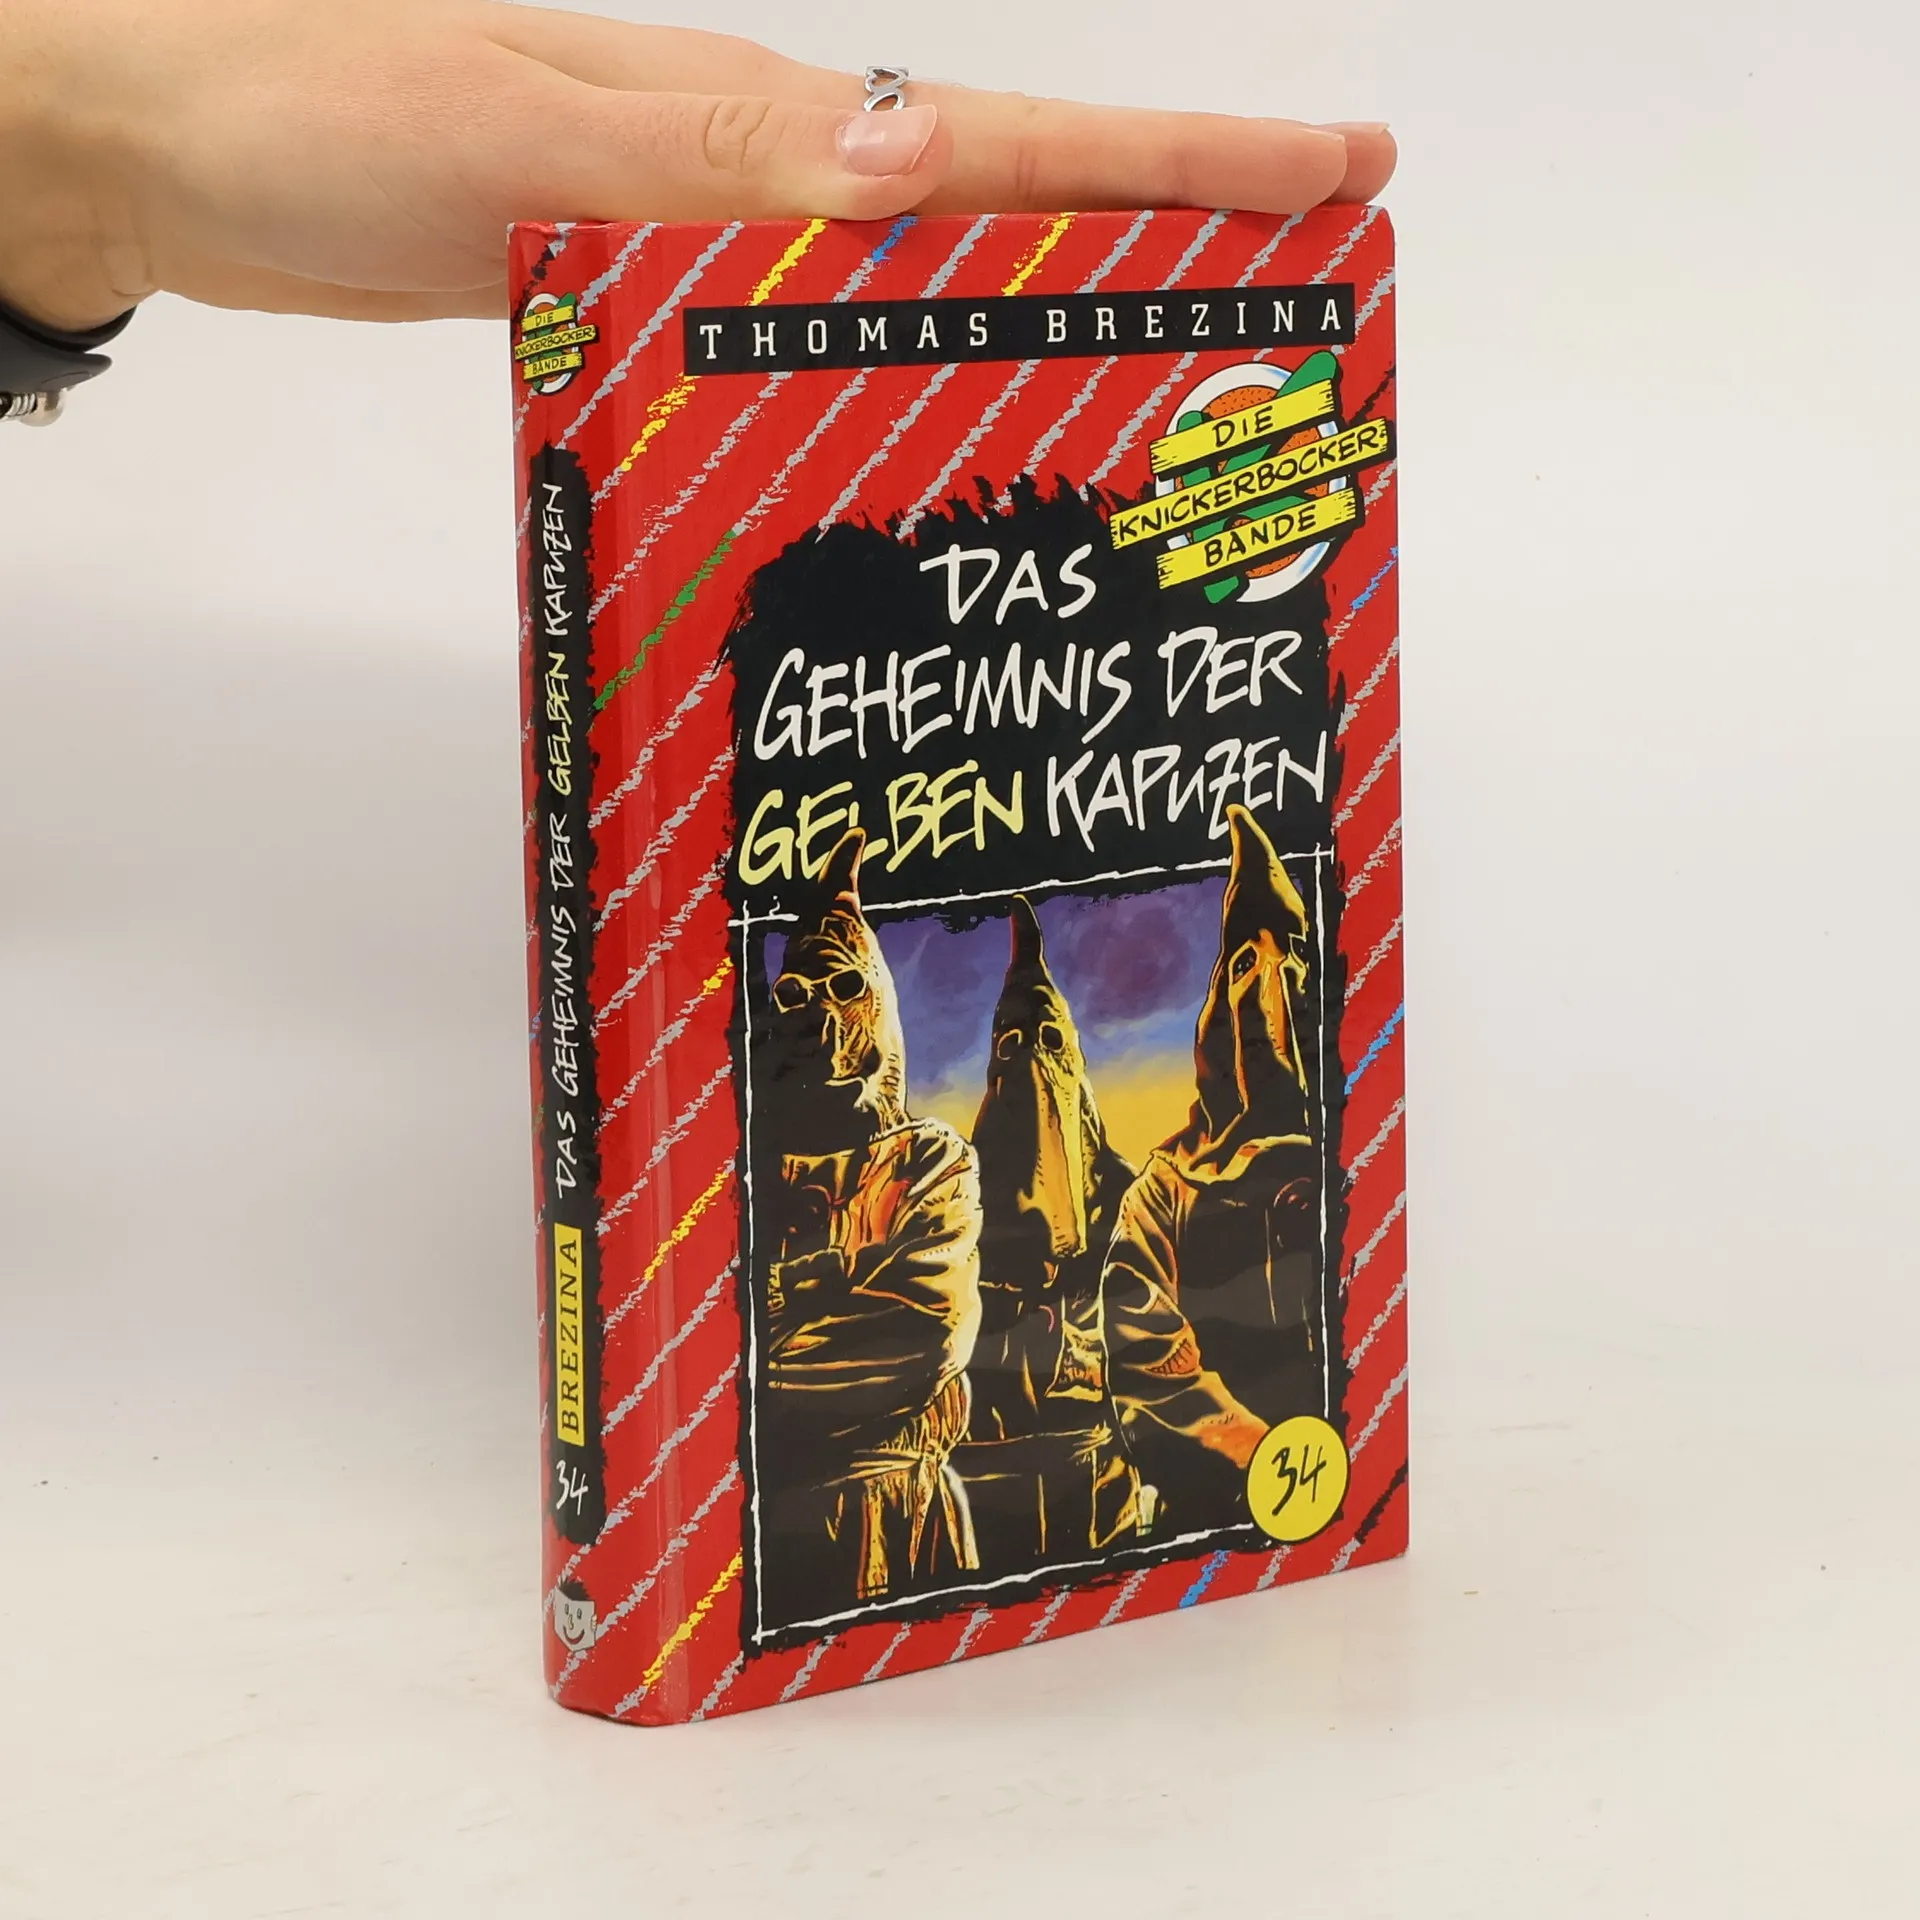 THOMAS BREZINA
DIE
KNICKERBOCKER-
BANDE
DAS
GEHEIMNIS DER
GELBEN KAPUZEN
34
DIE
KNICKERBOCKER-
BANDE
DAS GEHEIMNIS DER GELBEN KAPUZEN
BREZINA
34